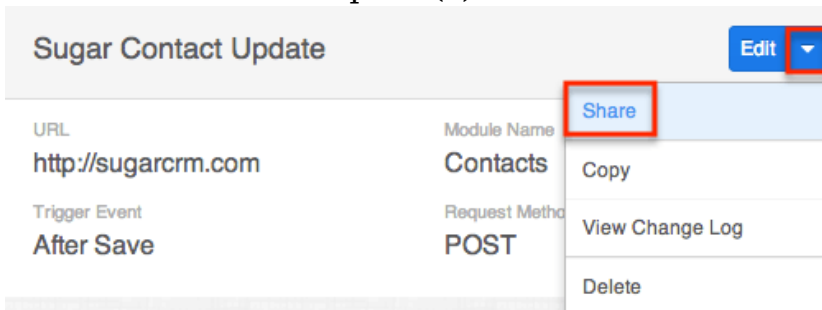 Sugar Contact Update
Edit
Share
URL
Module Name
http://sugarcrm.com
Contacts
Copy
Trigger Event
Request Metho
View Change Log
After Save
POST
Delete